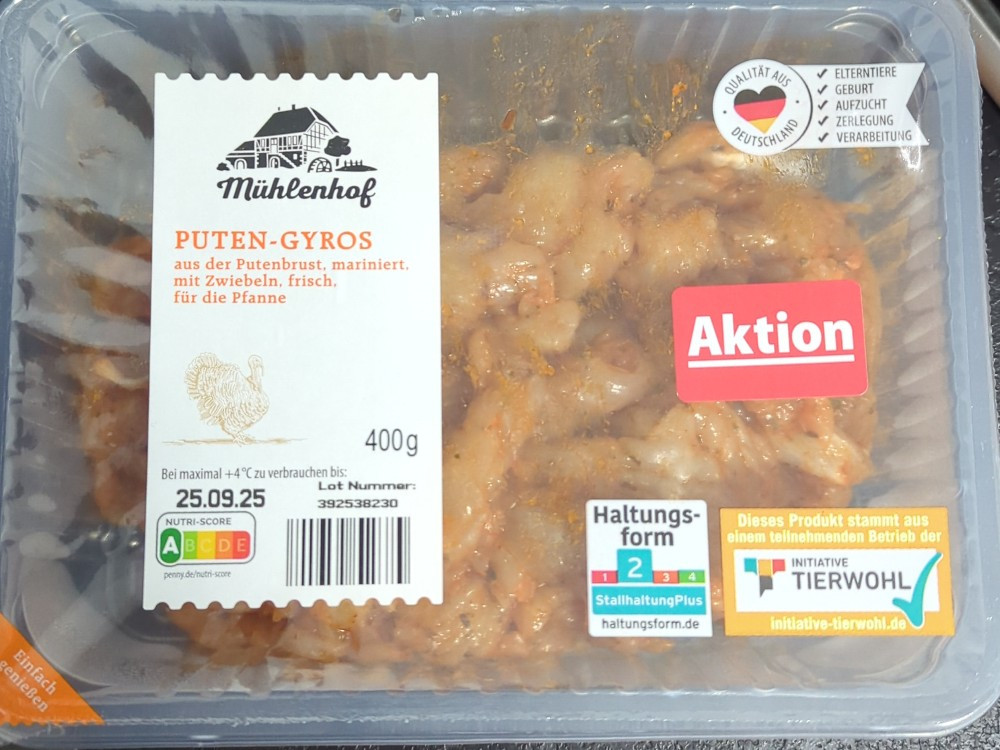 Mühlenhof
PUTEN-GYROS
aus der Putenbrust, mariniert,
mit Zwiebeln, frisch,
für die Pfanne
400g
Bei maximal +4°C zu verbrauchen bis:
25.09.25
Lot Nummer:
392538230
NUTRI-SCORE
A B C D E
penny.de/nutri-score
QUALITÄT AUS
DEUTSCHLAND
ELTERNTIERE
GEBURT
AUFZUCHT
ZERLEGUNG
VERARBEITUNG
Aktion
Haltungs-
form
1 2 3 4
StallhaltungPlus
haltungsform.de
Dieses Produkt stammt aus
einem teilnehmenden Betrieb der
INITIATIVE
TIERWOHL
initiative-tierwohl.de
Einfach
genießen